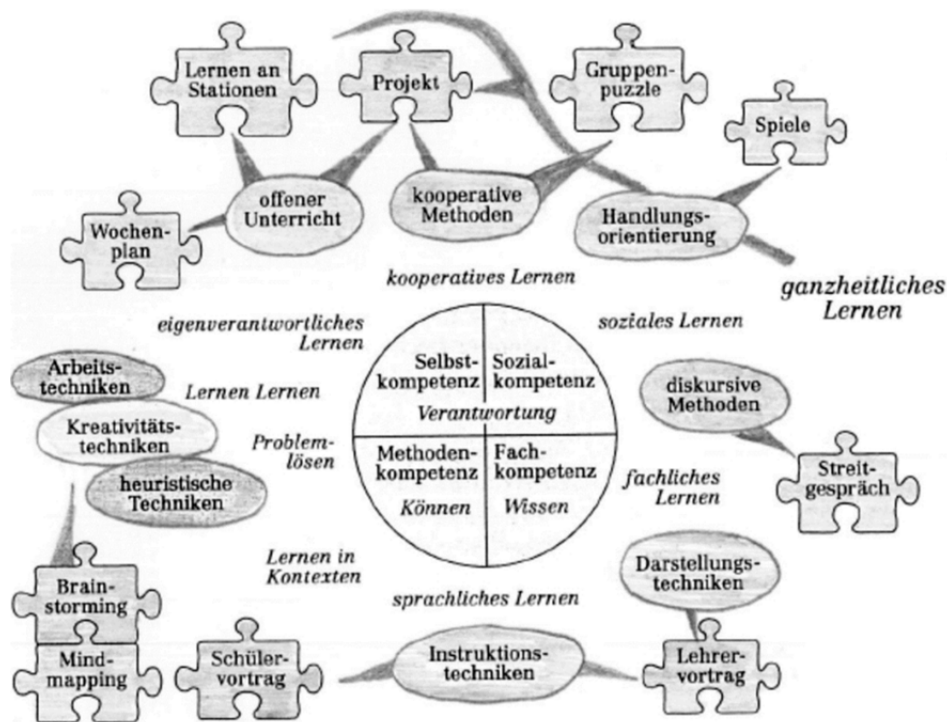 Lernen an
Stationen
Projekt
Gruppen-
puzzle
Spiele
offener
Unterricht
kooperative
Methoden
Handlungs-
orientierung
Wochen-
plan
kooperatives Lernen
ganzheitliches
Lernen
eigenverantwortliches
Lernen
soziales Lernen
Arbeits-
techniken
Lernen Lernen
Kreativitäts-
techniken
Problem-
lösen
heuristische
Techniken
Selbst-
kompetenz
Sozial-
kompetenz
Verantwortung
Methoden-
kompetenz
Können
Fach-
kompetenz
Wissen
diskursive
Methoden
Streit-
gespräch
fachliches
Lernen
Lernen in
Kontexten
sprachliches Lernen
Darstellungs-
techniken
Brain-
storming
Mind-
mapping
Schüler-
vortrag
Instruktions-
techniken
Lehrer-
vortrag